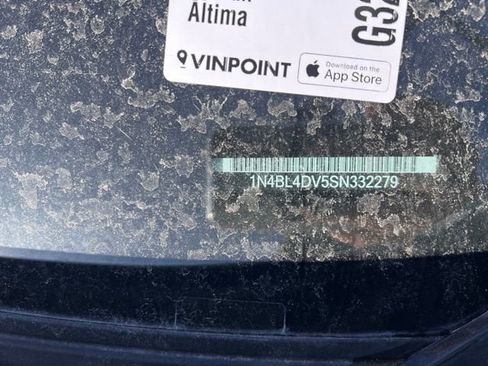 Altima
VINPOINT
Download on the
App Store
G32
1N4BL4DV5SN332279